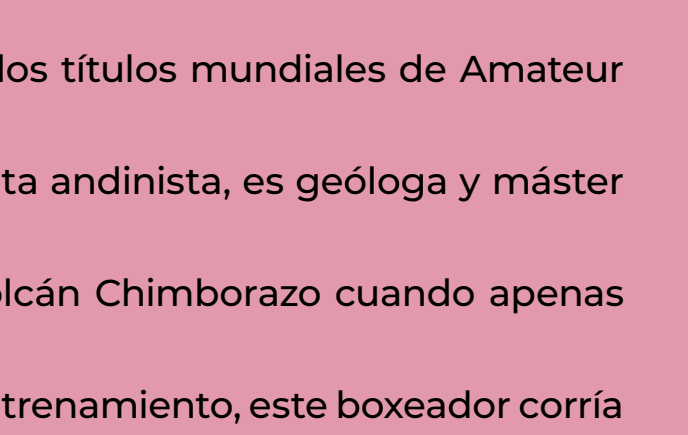 los títulos mundiales de Amateur
ta andinista, es geóloga y máster
olcán Chimborazo cuando apenas
trenamiento, este boxeador corría